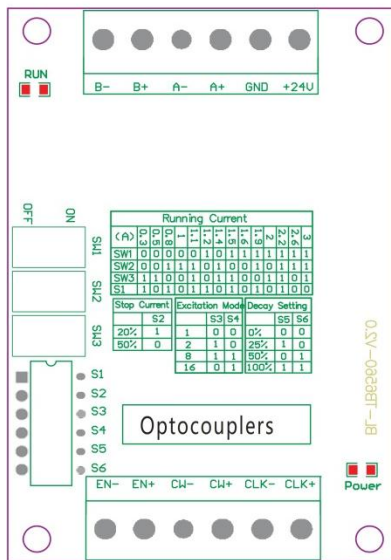 B- B+ A- A+ GND +24V
RUN
OFF ON
SW1
SW2
SW3
Running Current
(A) 0.3 0.5 0.8 1 1.1 1.2 1.4 1.5 1.6 1.9 2 2.2 2.6 3
SW1 0 0 0 0 0 1 0 1 1 1 1 1 1 1
SW2 0 0 1 1 1 0 1 0 0 0 1 1 1 1
SW3 1 1 0 0 1 0 1 0 1 1 0 1 0 1
S1 1 0 1 0 1 1 0 0 1 0 1 1 0 0
Stop Current
S2
20% 1
50% 0
Excitation Mode
S3 S4
1 0 0
2 1 0
8 1 1
16 0 1
Decay Setting
S5 S6
0% 0 0
25% 1 0
50% 0 1
100% 1 1
S1
S2
S3
S4
S5
S6
Optocouplers
BL-TB6560-V2.0
Power
EN- EN+ CW- CW+ CLK- CLK+